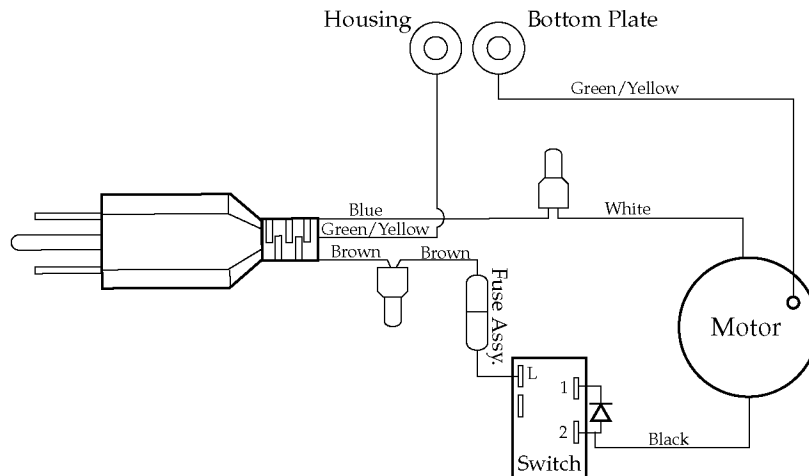 Housing
Bottom Plate
Green/Yellow
Blue
White
Green/Yellow
Brown
Brown
Fuse Assy.
Motor
L
1
2
Black
Switch